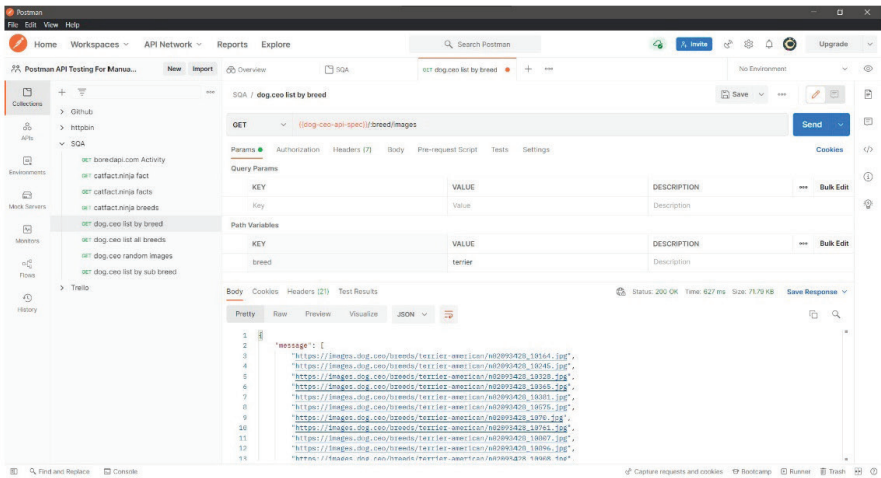 Postman
File Edit View Help
Home Workspaces API Network Reports Explore Search Postman Invite Upgrade
Postman API Testing For Manua... New Import Overview SQA GET dog.ceo list by breed No Environment
Collections
APIs
Environments
Mock Servers
Monitors
Flows
History
Github
httpbin
SQA
GET boredapi.com Activity
GET catfact.ninja fact
GET catfact.ninja facts
GET catfact.ninja breeds
GET dog.ceo list by breed
GET dog.ceo list all breeds
GET dog.ceo random images
GET dog.ceo list by sub breed
Trello
SQA / dog.ceo list by breed Save
GET {{dog-ceo-api-spec}}/:breed/images Send
Params Authorization Headers (7) Body Pre-request Script Tests Settings Cookies
Query Params
KEY VALUE DESCRIPTION Bulk Edit
Key Value Description
Path Variables
KEY VALUE DESCRIPTION Bulk Edit
breed terrier Description
Body Cookies Headers (21) Test Results Status: 200 OK Time: 627 ms Size: 71.79 KB Save Response
Pretty Raw Preview Visualize JSON
1 {
2 "message": [
3 "https://images.dog.ceo/breeds/terrier-american/n02093428_10164.jpg",
4 "https://images.dog.ceo/breeds/terrier-american/n02093428_10245.jpg",
5 "https://images.dog.ceo/breeds/terrier-american/n02093428_10328.jpg",
6 "https://images.dog.ceo/breeds/terrier-american/n02093428_10365.jpg",
7 "https://images.dog.ceo/breeds/terrier-american/n02093428_10381.jpg",
8 "https://images.dog.ceo/breeds/terrier-american/n02093428_10575.jpg",
9 "https://images.dog.ceo/breeds/terrier-american/n02093428_1076.jpg",
10 "https://images.dog.ceo/breeds/terrier-american/n02093428_10761.jpg",
11 "https://images.dog.ceo/breeds/terrier-american/n02093428_10807.jpg",
12 "https://images.dog.ceo/breeds/terrier-american/n02093428_10896.jpg",
13 "https://images.dog.ceo/breeds/terrier-american/n02093428_10908.jpg",
Find and Replace Console Capture requests and cookies Bootcamp Runner Trash